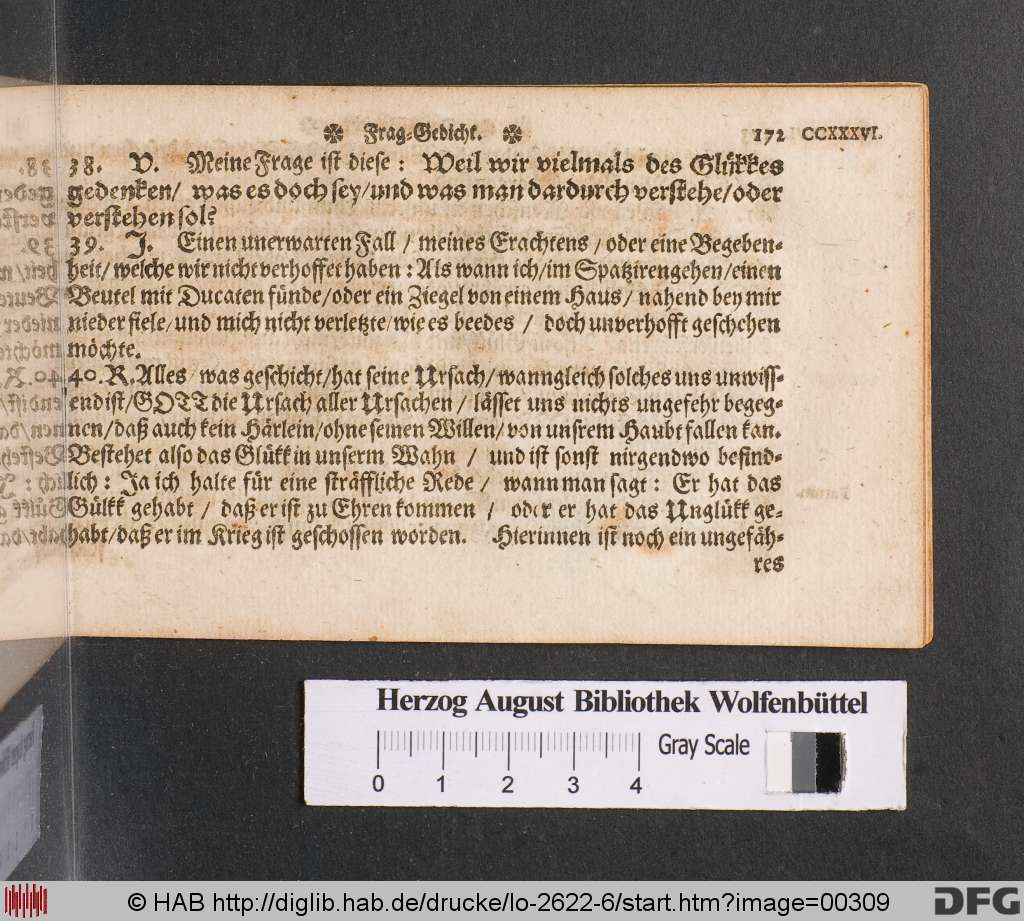 ✠ Frag-Gedicht. ✠ 172 CCXXXVI.
38. V. Meine Frage ist diese: Weil wir vielmals des Glükkes
gedenken/ was es doch sey/und was man dardurch verstehe/oder
verstehen sol?
39. J. Einen unerwarten Fall / meines Erachtens / oder eine Begeben-
heit/ welche wir nicht verhoffet haben: Als wann ich/im Spatzirengehen/einen
Beutel mit Ducaten fünde/oder ein Ziegel von einem Haus/ nahend bey mir
nieder fiele/und mich nicht verletzte/wie es beedes / doch unverhofft geschehen
möchte.
40. R. Alles/ was geschicht/hat seine Ursach/wann gleich solches uns unwiss-
end ist/GOTT die Ursach aller Ursachen/ lässet uns nichts ungefehr begeg-
nen/daß auch kein Härlein/ohne seinen Willen/von unsrem Haubt fallen kan.
Bestehet also das Glükk in unserm Wahn / und ist sonst nirgendwo befind-
lich: Ja ich halte für eine sträffliche Rede/ wann man sagt: Er hat das
Gülkk gehabt / daß er ist zu Ehren kommen / oder er hat das Unglükk ge-
habt/daß er im Krieg ist geschossen worden. Hierinnen ist noch ein ungefäh-
res
Herzog August Bibliothek Wolfenbüttel
Gray Scale
0 1 2 3 4
© HAB http://diglib.hab.de/drucke/lo-2622-6/start.htm?image=00309
DFG